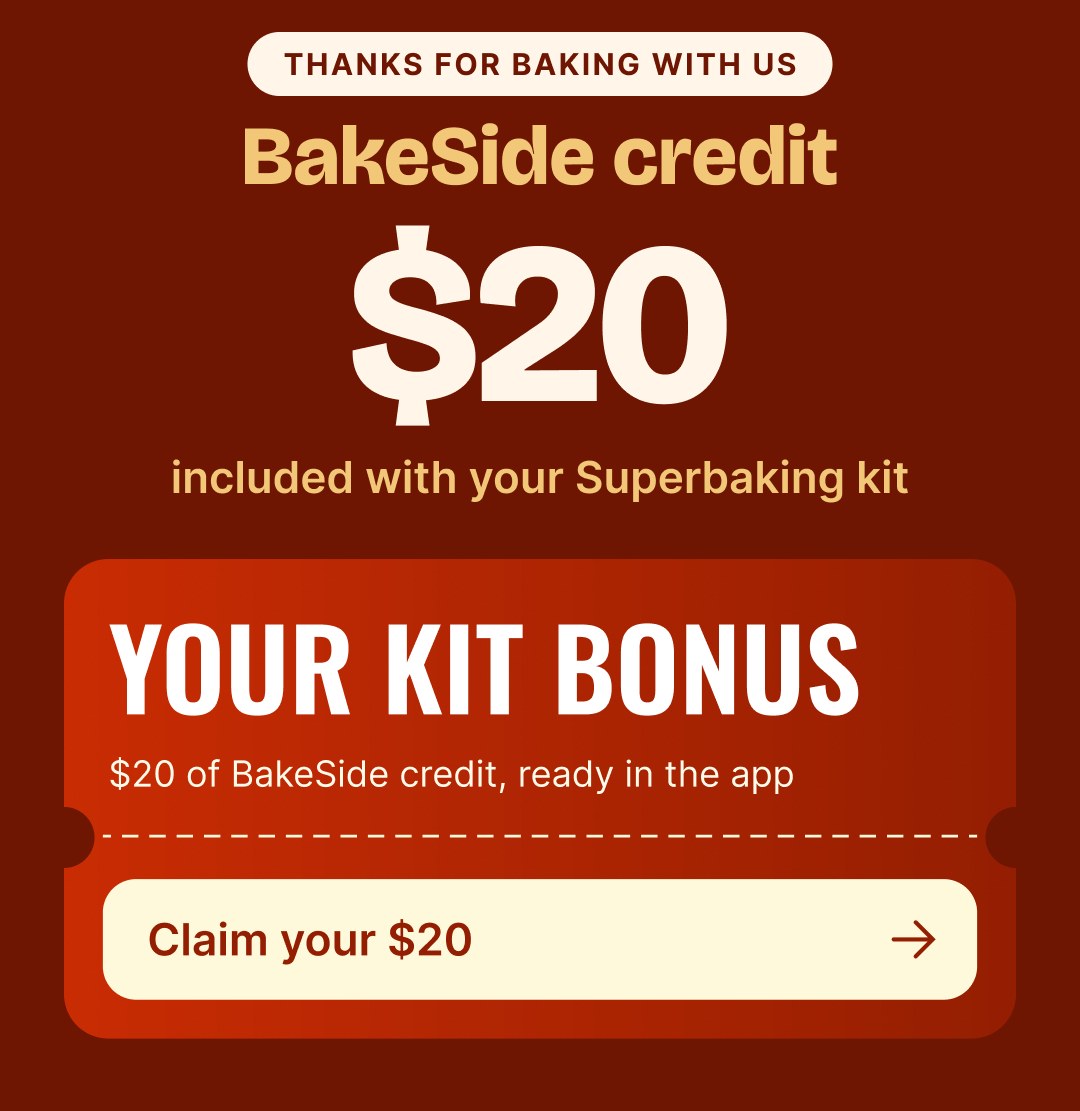 THANKS FOR BAKING WITH US
BakeSide credit
$20
included with your Superbaking kit
YOUR KIT BONUS
$20 of BakeSide credit, ready in the app
Claim your $20